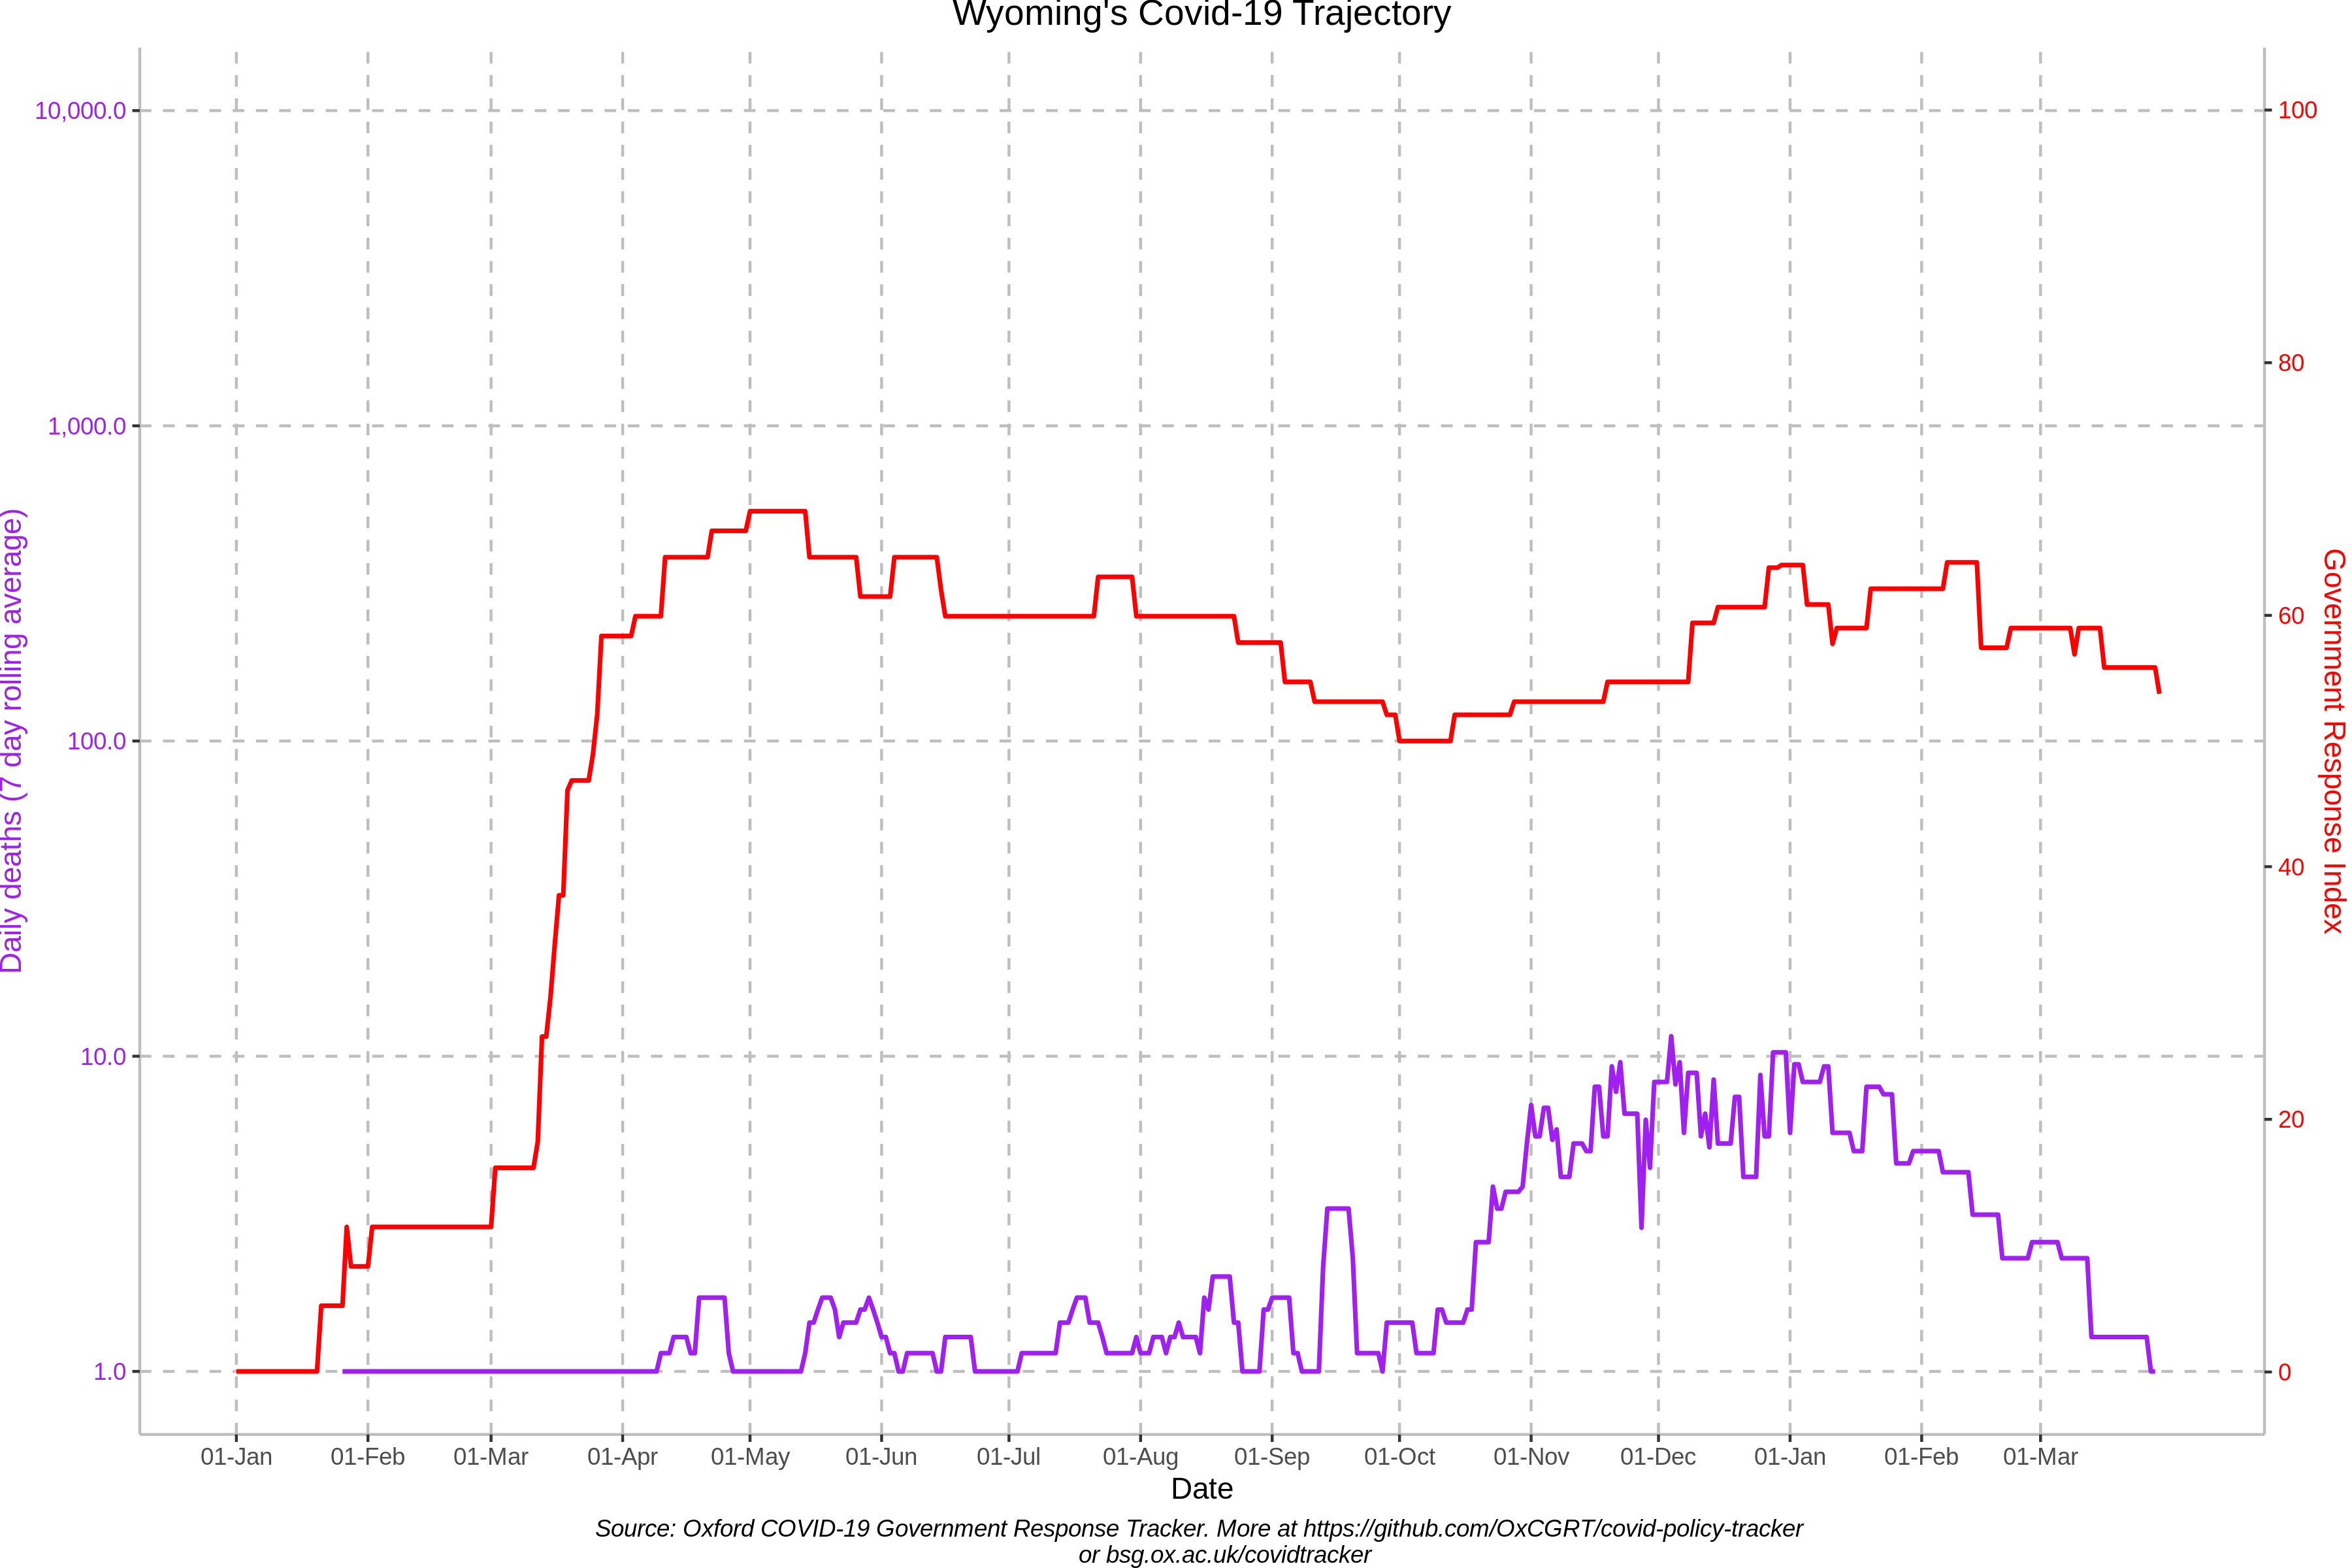 Wyoming's Covid-19 Trajectory
10,000.0
1,000.0
100.0
10.0
1.0
Daily deaths (7 day rolling average)
100
80
60
40
20
0
Government Response Index
01-Jan 01-Feb 01-Mar 01-Apr 01-May 01-Jun 01-Jul 01-Aug 01-Sep 01-Oct 01-Nov 01-Dec 01-Jan 01-Feb 01-Mar
Date
Source: Oxford COVID-19 Government Response Tracker. More at https://github.com/OxCGRT/covid-policy-tracker
or bsg.ox.ac.uk/covidtracker